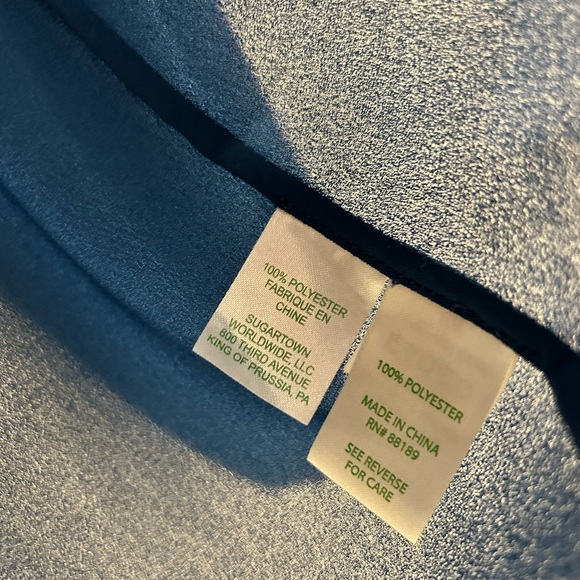 100% POLYESTER
FABRIQUE EN
CHINE
SUGARTOWN
WORLDWIDE, LLC
800 THIRD AVENUE
KING OF PRUSSIA, PA
100% POLYESTER
MADE IN CHINA
RN# 88189
SEE REVERSE
FOR CARE